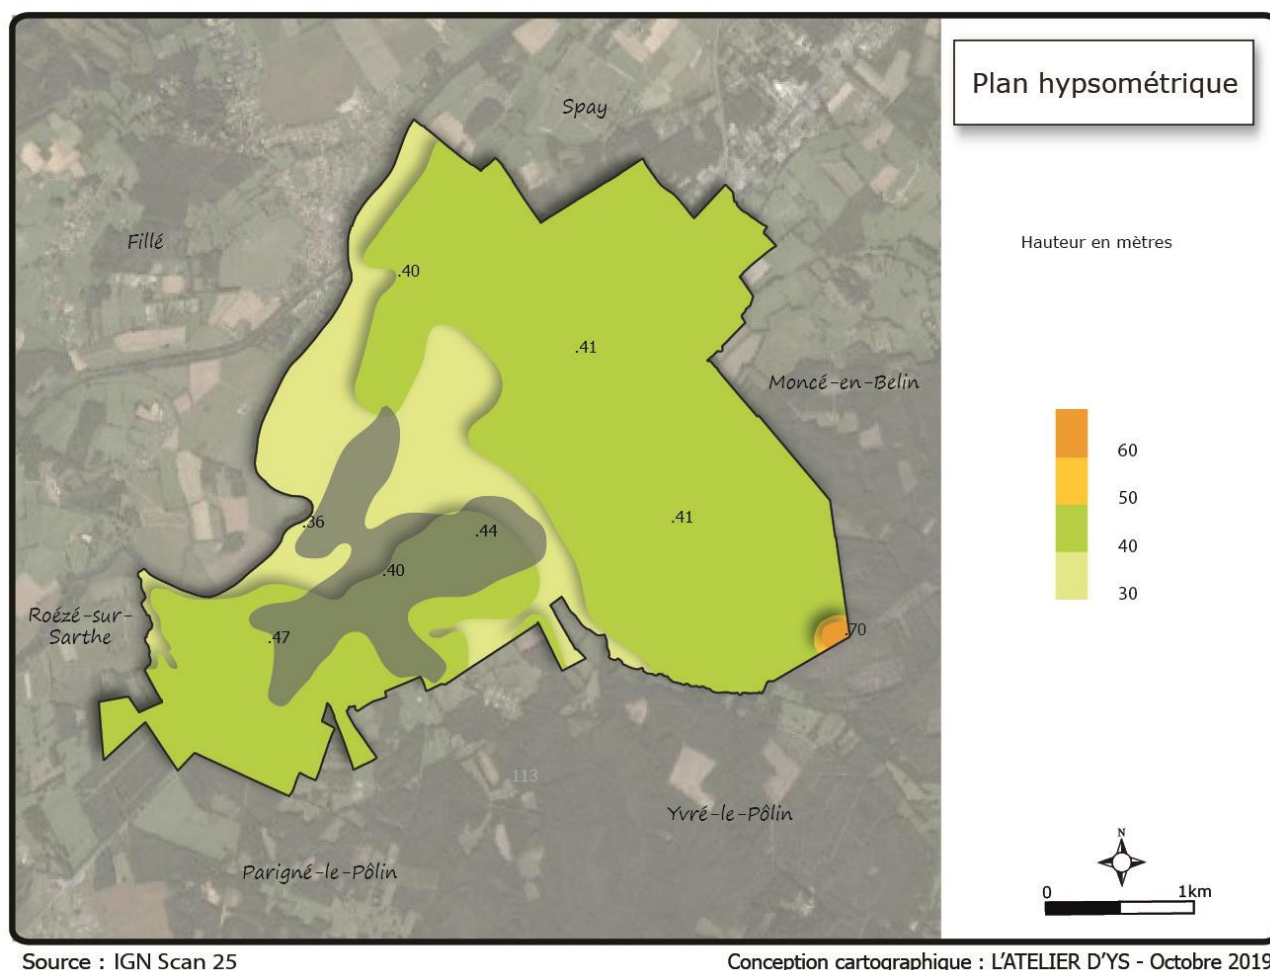 Plan hypsométrique
Spay
Fillé
Hauteur en mètres
.40
.41
Moncé-en-Belin
60
50
.36
.44
.41
40
.40
30
Roézé-sur-
Sarthe
.47
.70
.113
Yvré-le-Pôlin
N
Parigné-le-Pôlin
0
1km
Source : IGN Scan 25
Conception cartographique : L'ATELIER D'YS - Octobre 2019